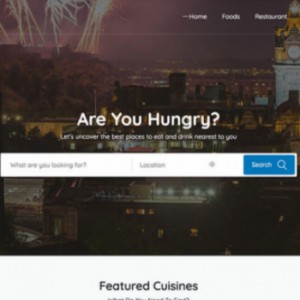 Home Foods Restaurant
Are You Hungry?
Let's uncover the best places to eat and drink nearest to you
What are you looking for? Location Search
Featured Cuisines
What Do You Need To Find?